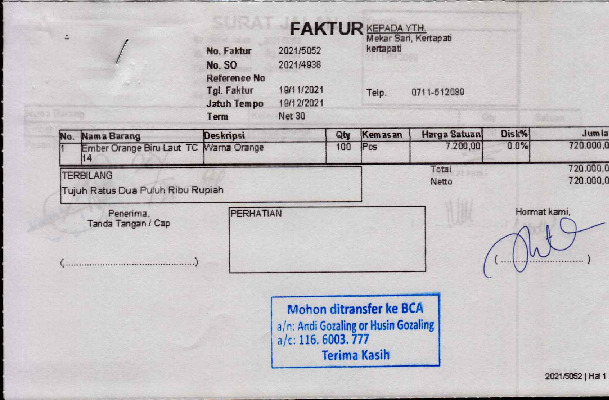 FAKTUR
KEPADA YTH.
Mekar Sari, Kertapati
kertapati
No. Faktur 2021/5052
No. SO 2021/4938
Reference No
Tgl. Faktur 19/11/2021
Telp. 0711-512080
Jatuh Tempo 19/12/2021
Term Net 30
No. Nama Barang Deskripsi Qty Kemasan Harga Satuan Disk% Jumla
1 Ember Orange Biru Laut TC Warna Orange 100 Pcs 7.200,00 0.0% 720.000,0
14
Total 720.000,0
Netto 720.000,0
TERBILANG
Tujuh Ratus Dua Puluh Ribu Rupiah
Penerima,
Tanda Tangan / Cap
PERHATIAN
Hormat kami,
(........................................)
(............................)
Mohon ditransfer ke BCA
a/n: Andi Gozaling or Husin Gozaling
a/c: 116. 6003. 777
Terima Kasih
2021/5052 | Hal 1
SURAT